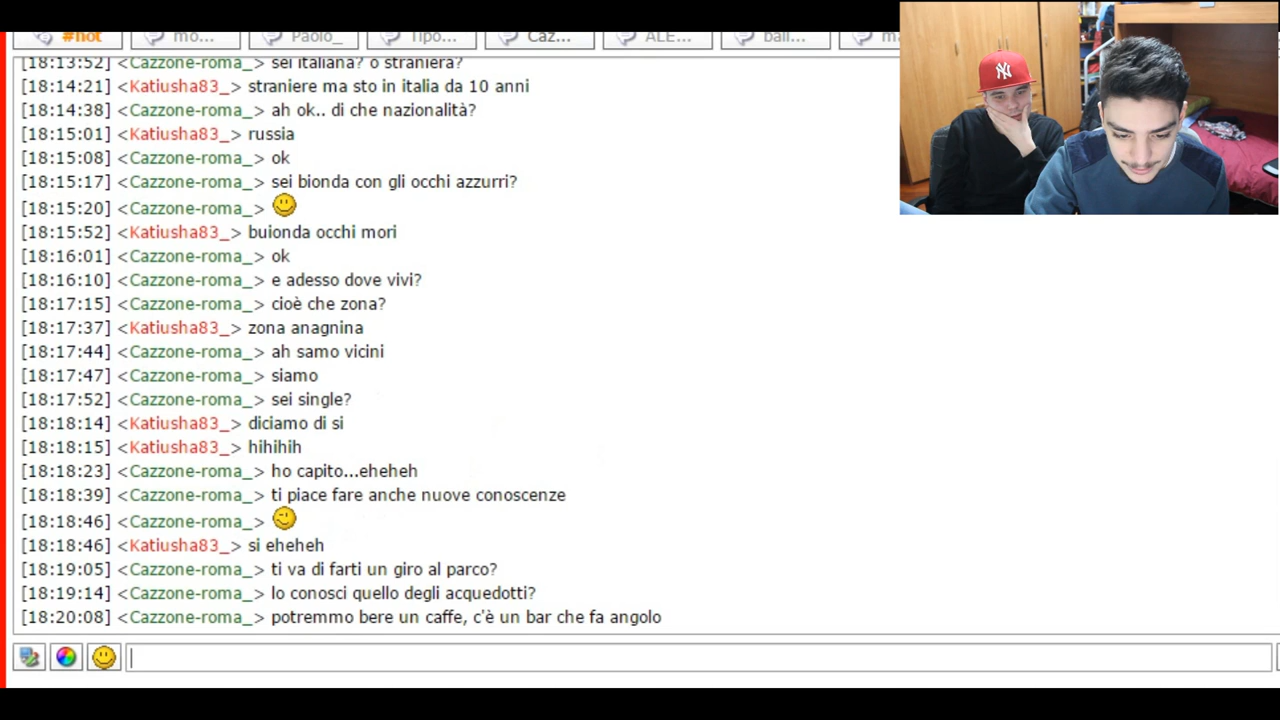 #hot mo... Paolo_ Tipo... Caz... ALE... ball...
[18:13:52] <Cazzone-roma_> sei italiana? o straniera?
[18:14:21] <Katiusha83_> straniere ma sto in italia da 10 anni
[18:14:38] <Cazzone-roma_> ah ok.. di che nazionalità?
[18:15:01] <Katiusha83_> russia
[18:15:08] <Cazzone-roma_> ok
[18:15:17] <Cazzone-roma_> sei bionda con gli occhi azzurri?
[18:15:20] <Cazzone-roma_>
[18:15:52] <Katiusha83_> buionda occhi mori
[18:16:01] <Cazzone-roma_> ok
[18:16:10] <Cazzone-roma_> e adesso dove vivi?
[18:17:15] <Cazzone-roma_> cioè che zona?
[18:17:37] <Katiusha83_> zona anagnina
[18:17:44] <Cazzone-roma_> ah samo vicini
[18:17:47] <Cazzone-roma_> siamo
[18:17:52] <Cazzone-roma_> sei single?
[18:18:14] <Katiusha83_> diciamo di si
[18:18:15] <Katiusha83_> hihihih
[18:18:23] <Cazzone-roma_> ho capito...eheheh
[18:18:39] <Cazzone-roma_> ti piace fare anche nuove conoscenze
[18:18:46] <Cazzone-roma_>
[18:18:46] <Katiusha83_> si eheheh
[18:19:05] <Cazzone-roma_> ti va di farti un giro al parco?
[18:19:14] <Cazzone-roma_> lo conosci quello degli acquedotti?
[18:20:08] <Cazzone-roma_> potremmo bere un caffe, c'è un bar che fa angolo